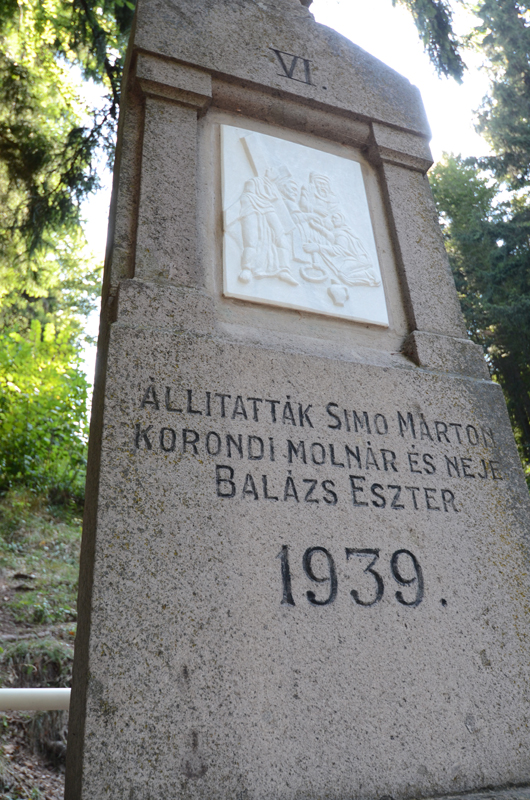 VI.
ÁLLITATTÁK SIMO MÁRTON
KORONDI MOLNÁR ÉS NEJE
BALÁZS ESZTER
1939.